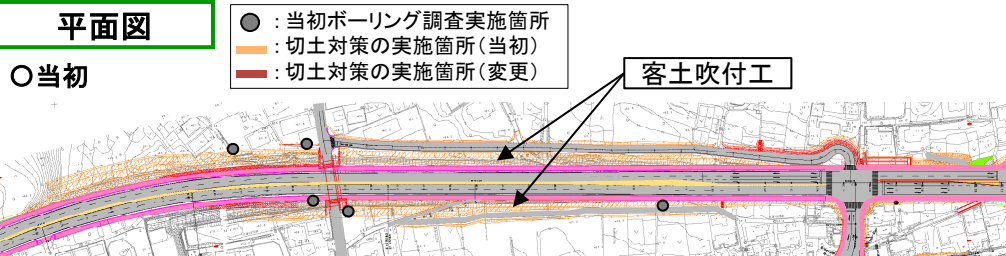 平面図
：当初ボーリング調査実施箇所
：切土対策の実施箇所（当初）
：切土対策の実施箇所（変更）
〇当初
客土吹付工